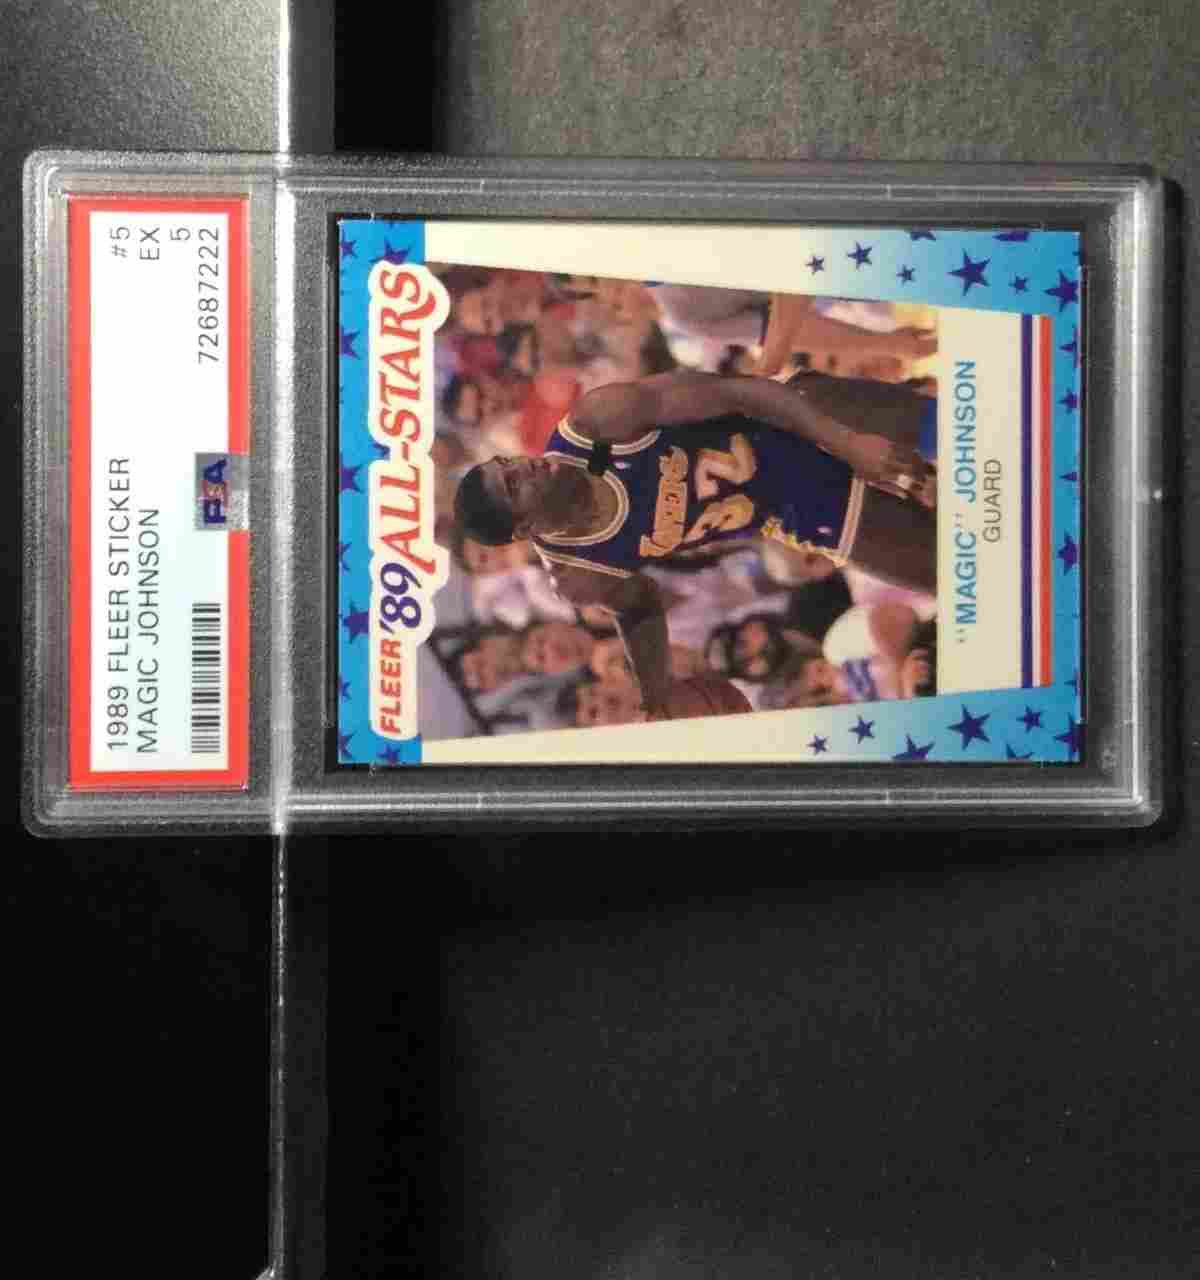 1989 FLEER STICKER #5
MAGIC JOHNSON EX 5
72687222
PSA
FLEER '89 ALL-STARS
LAKERS
32
"MAGIC" JOHNSON
GUARD